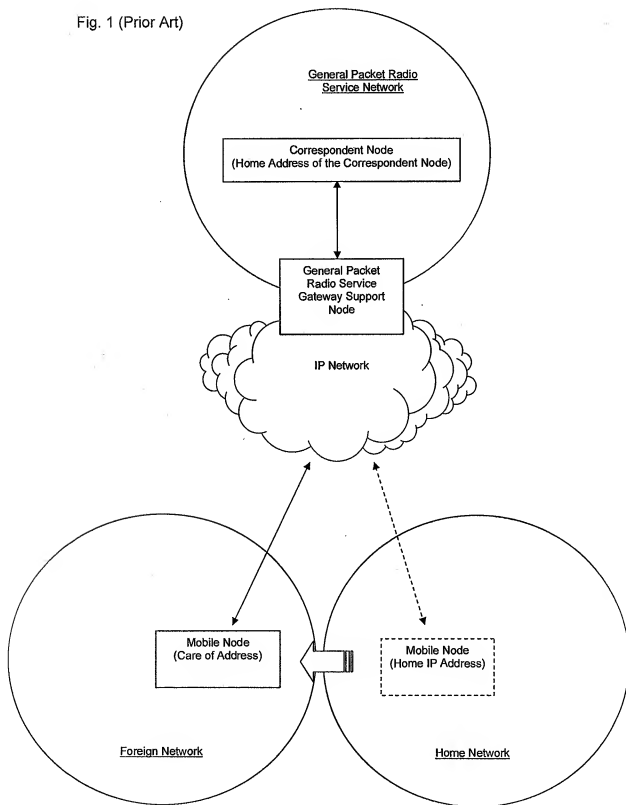 Fig. 1 (Prior Art)
General Packet Radio
Service Network
Correspondent Node
(Home Address of the Correspondent Node)
General Packet
Radio Service
Gateway Support
Node
IP Network
Mobile Node
(Care of Address)
Mobile Node
(Home IP Address)
Foreign Network
Home Network